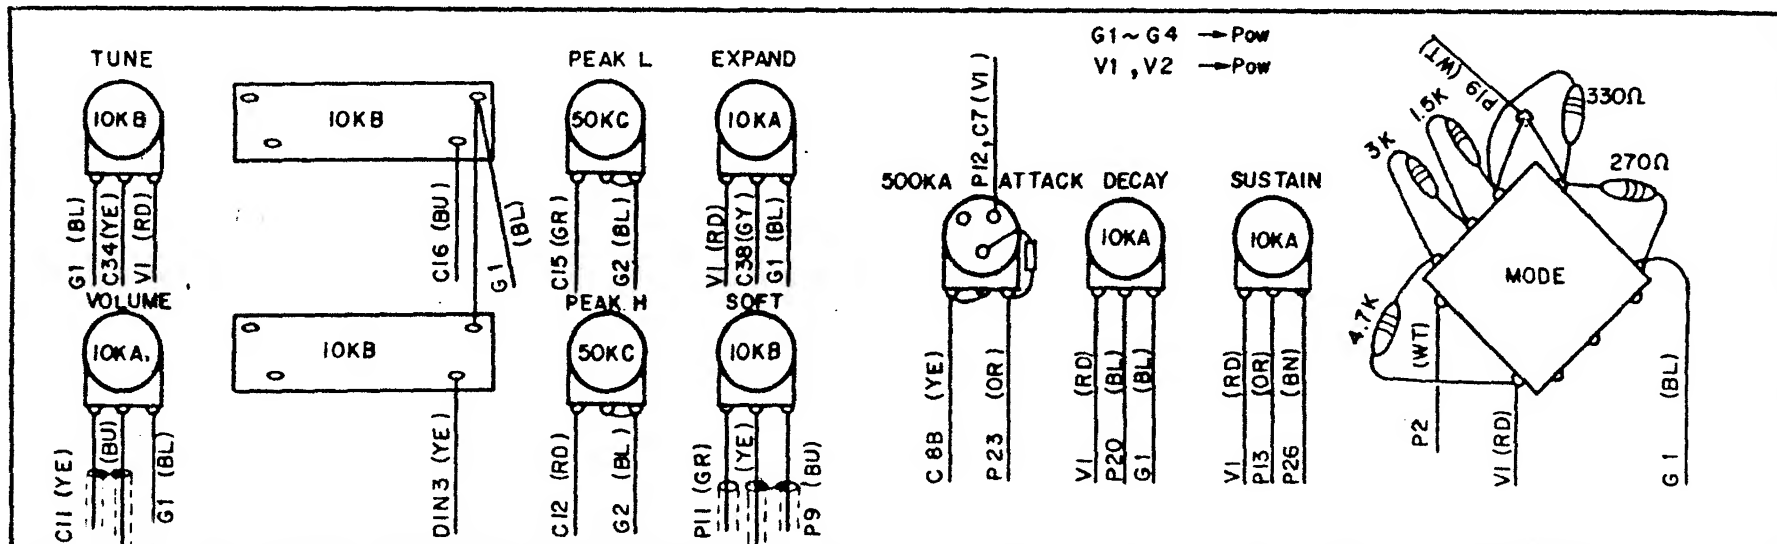 G1~G4 → Pow
V1, V2 → Pow
TUNE
10KB
G1 (BL)
C34 (YE)
V1 (RD)
10KB
C16 (BU)
G1 (BL)
PEAK L
50KC
C15 (GR)
G2 (BL)
EXPAND
10KA
V1 (RD)
C38 (GY)
G1 (BL)
500KA
P12, C7 (VI)
ATTACK
C8B (YE)
P23 (OR)
DECAY
10KA
V1 (RD)
P20 (BL)
G1 (BL)
SUSTAIN
10KA
V1 (RD)
P13 (OR)
P26 (BN)
P19 (WT)
330Ω
1.5K
3K
270Ω
MODE
4.7K
P2 (WT)
V1 (RD)
G1 (BL)
VOLUME
10KA
C11 (YE)
(BU)
G1 (BL)
10KB
DIN3 (YE)
PEAK H
50KC
C12 (RD)
G2 (BL)
SOFT
10KB
P11 (GR)
(YE)
P9 (BU)